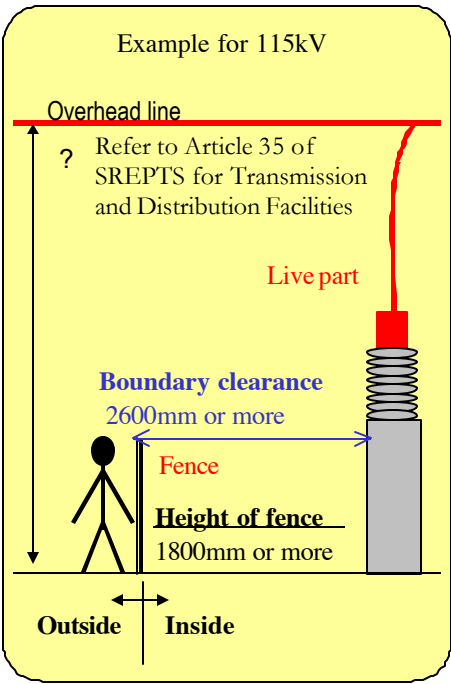 Example for 115kV
Overhead line
? Refer to Article 35 of
SREPTS for Transmission
and Distribution Facilities
Live part
Boundary clearance
2600mm or more
Fence
Height of fence
1800mm or more
Outside Inside